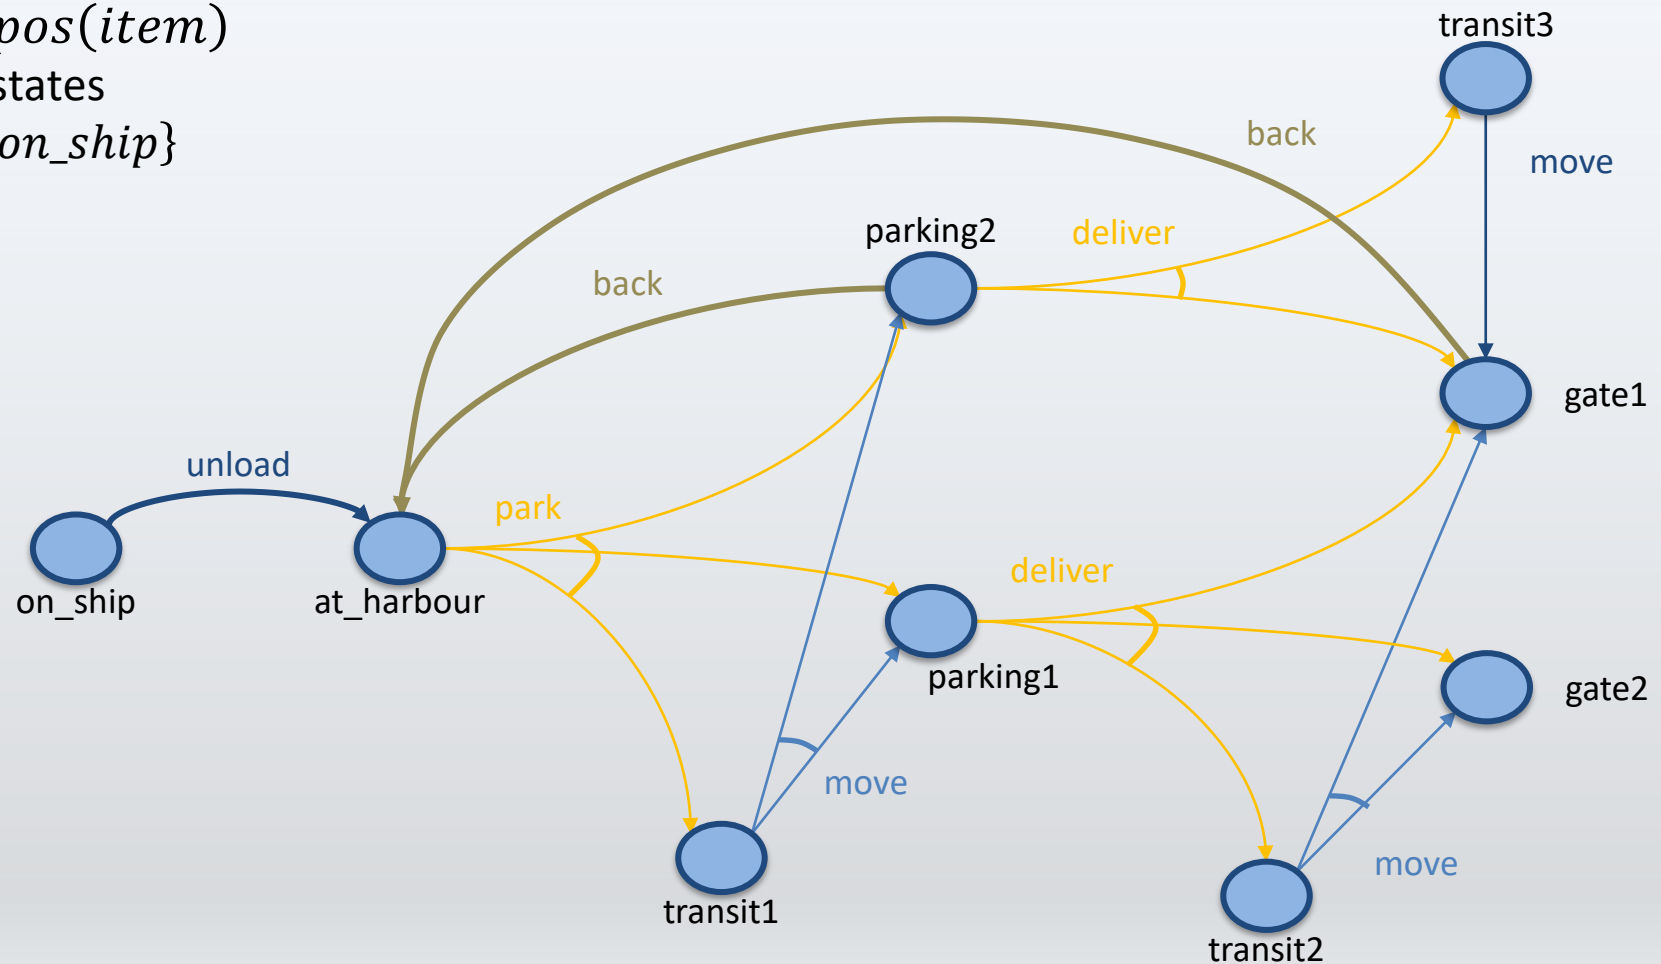 pos(item)
states
on_ship}
transit3
back
move
parking2
deliver
back
gate1
unload
park
deliver
on_ship
at_harbour
parking1
gate2
move
move
transit1
transit2